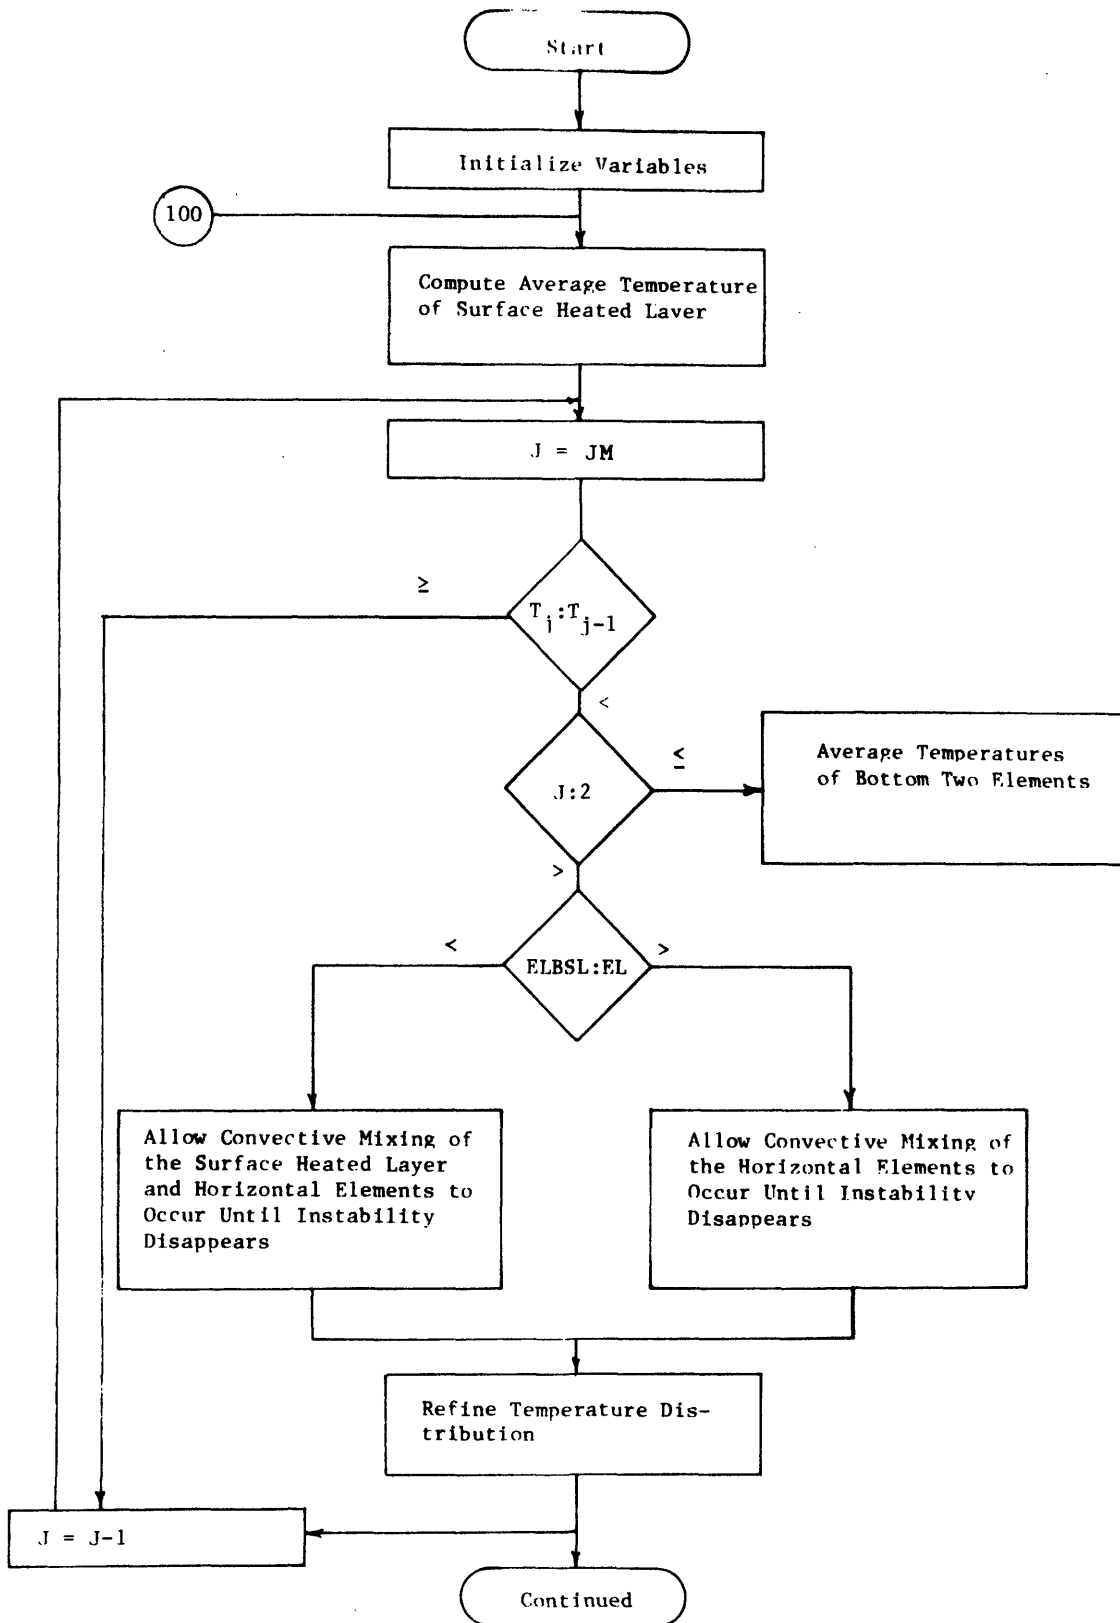 Start
Initialize Variables
100
Compute Average Temperature
of Surface Heated Layer
J = JM
≥
T_j:T_j-1
<
J:2
≤
Average Temperatures
of Bottom Two Elements
>
ELBSL:EL
<
>
Allow Convective Mixing of
the Surface Heated Layer
and Horizontal Elements to
Occur Until Instability
Disappears
Allow Convective Mixing of
the Horizontal Elements to
Occur Until Instability
Disappears
Refine Temperature Dis-
tribution
J = J-1
Continued